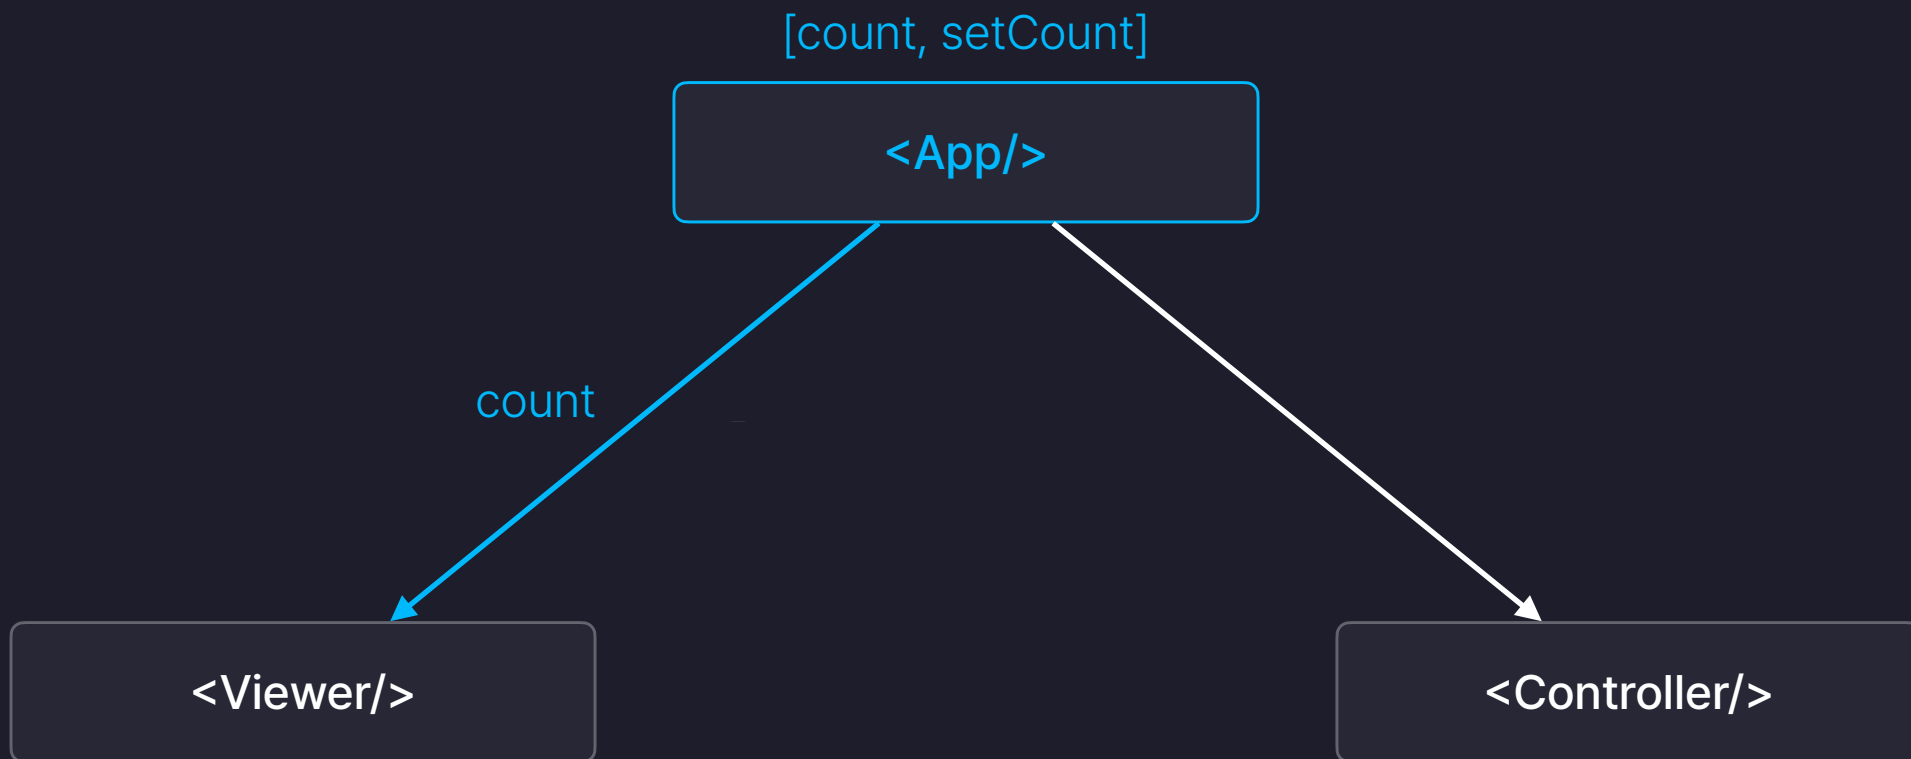 [count, setCount]
<App/>
count
<Viewer/>
<Controller/>